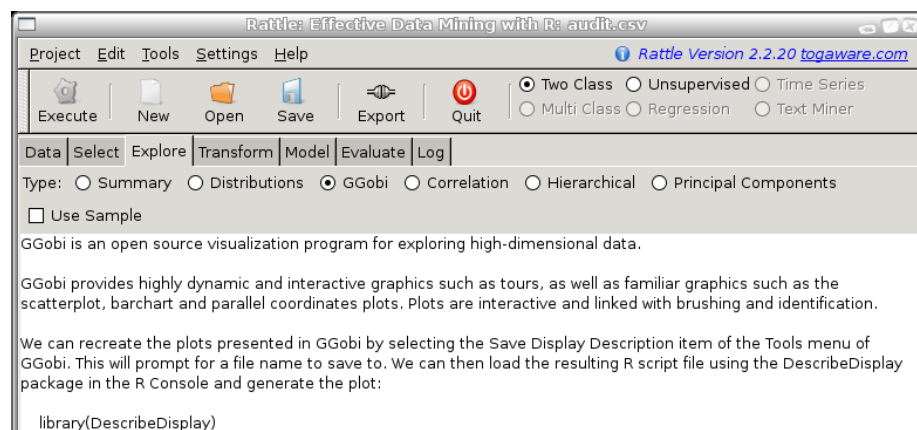 Rattle: Effective Data Mining with R: audit.csv
Project Edit Tools Settings Help Rattle Version 2.2.20 togaware.com
Execute New Open Save Export Quit
Two Class Unsupervised Time Series
Multi Class Regression Text Miner
Data Select Explore Transform Model Evaluate Log
Type: Summary Distributions GGobi Correlation Hierarchical Principal Components
Use Sample
GGobi is an open source visualization program for exploring high-dimensional data.
GGobi provides highly dynamic and interactive graphics such as tours, as well as familiar graphics such as the
scatterplot, barchart and parallel coordinates plots. Plots are interactive and linked with brushing and identification.
We can recreate the plots presented in GGobi by selecting the Save Display Description item of the Tools menu of
GGobi. This will prompt for a file name to save to. We can then load the resulting R script file using the DescribeDisplay
package in the R Console and generate the plot:
library(DescribeDisplay)